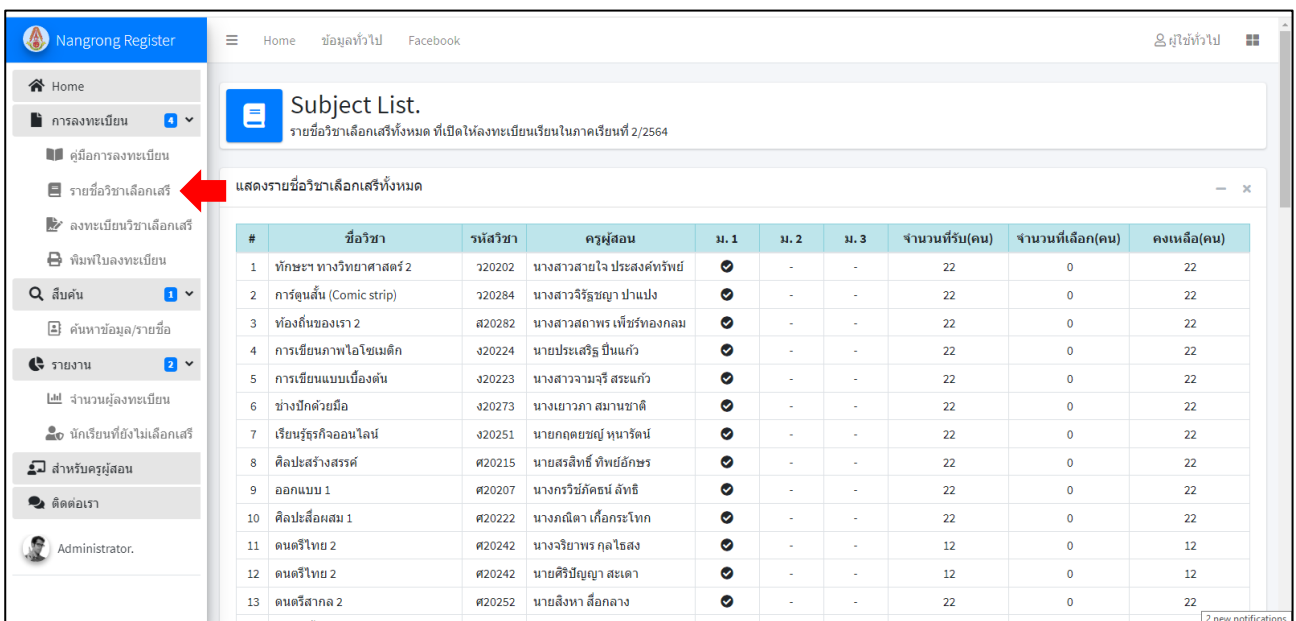 Nangrong Register
Home ข้อมูลทั่วไป Facebook ผู้ใช้ทั่วไป
Home
การลงทะเบียน 4
คู่มือการลงทะเบียน
รายชื่อวิชาเลือกเสรี
ลงทะเบียนวิชาเลือกเสรี
พิมพ์ใบลงทะเบียน
สืบค้น 1
ค้นหาข้อมูล/รายชื่อ
รายงาน 2
จำนวนผู้ลงทะเบียน
นักเรียนที่ยังไม่เลือกเสรี
สำหรับครูผู้สอน
ติดต่อเรา
Administrator.
Subject List.
รายชื่อวิชาเลือกเสรีทั้งหมด ที่เปิดให้ลงทะเบียนเรียนในภาคเรียนที่ 2/2564
แสดงรายชื่อวิชาเลือกเสรีทั้งหมด
# ชื่อวิชา รหัสวิชา ครูผู้สอน ม. 1 ม. 2 ม. 3 จำนวนที่รับ(คน) จำนวนที่เลือก(คน) คงเหลือ(คน)
1 ทักษะฯ ทางวิทยาศาสตร์ 2 ว20202 นางสาวสายใจ ประสงค์ทรัพย์ - - 22 0 22
2 การ์ตูนสั้น (Comic strip) ว20284 นางสาวจิรัฐชญา ปาแปง - - 22 0 22
3 ท้องถิ่นของเรา 2 ส20282 นางสาวสถาพร เพ็ชร์ทองกลม - - 22 0 22
4 การเขียนภาพไอโซเมติก ง20224 นายประเสริฐ ปิ่นแก้ว - - 22 0 22
5 การเขียนแบบเบื้องต้น ง20223 นางสาวจามจุรี สระแก้ว - - 22 0 22
6 ช่างปักด้วยมือ ง20273 นางเยาวภา สมานชาติ - - 22 0 22
7 เรียนรู้ธุรกิจออนไลน์ ง20251 นายกฤตยชญ์ หุนารัตน์ - - 22 0 22
8 ศิลปะสร้างสรรค์ ศ20215 นายสรสิทธิ์ ทิพย์อักษร - - 22 0 22
9 ออกแบบ 1 ศ20207 นางกรวิช์ภัคธน์ ลัทธิ - - 22 0 22
10 ศิลปะสื่อผสม 1 ศ20222 นางภณิตา เกื้อกระโทก - - 22 0 22
11 ดนตรีไทย 2 ศ20242 นางจริยาพร กุลไธสง - - 12 0 12
12 ดนตรีไทย 2 ศ20242 นายศิริปัญญา สะเดา - - 12 0 12
13 ดนตรีสากล 2 ศ20252 นายสิงหา สื่อกลาง - - 22 0 22
2 new notifications